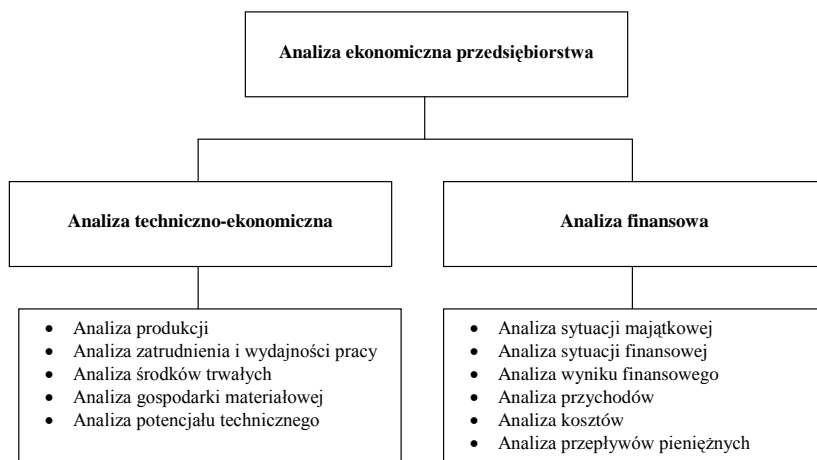 Analiza ekonomiczna przedsiębiorstwa
Analiza techniczno-ekonomiczna
Analiza finansowa
• Analiza produkcji
• Analiza zatrudnienia i wydajności pracy
• Analiza środków trwałych
• Analiza gospodarki materiałowej
• Analiza potencjału technicznego
• Analiza sytuacji majątkowej
• Analiza sytuacji finansowej
• Analiza wyniku finansowego
• Analiza przychodów
• Analiza kosztów
• Analiza przepływów pieniężnych